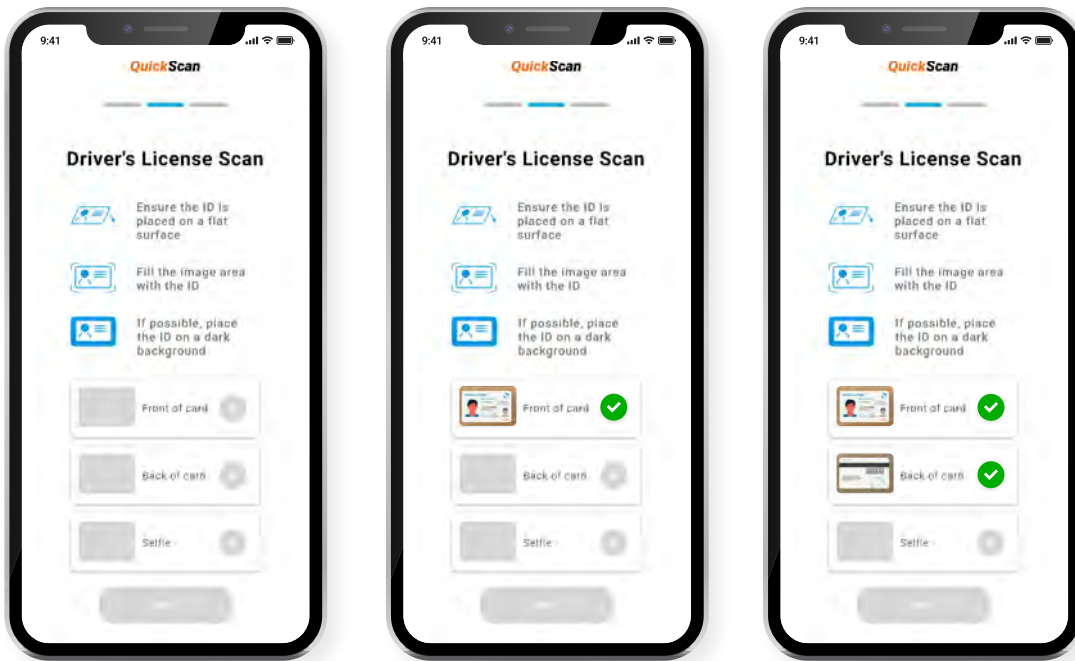 9:41
QuickScan
Driver's License Scan
Ensure the ID is
placed on a flat
surface
Fill the image area
with the ID
If possible, place
the ID on a dark
background
Front of card
Back of card
Selfie
9:41
QuickScan
Driver's License Scan
Ensure the ID is
placed on a flat
surface
Fill the image area
with the ID
If possible, place
the ID on a dark
background
Front of card
Back of card
Selfie
9:41
QuickScan
Driver's License Scan
Ensure the ID is
placed on a flat
surface
Fill the image area
with the ID
If possible, place
the ID on a dark
background
Front of card
Back of card
Selfie